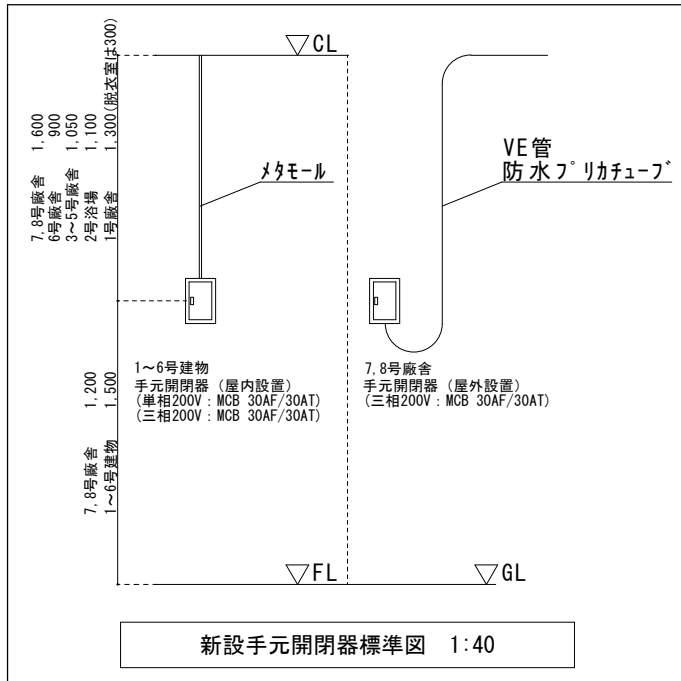 CL
7,8号廠舎 1,600
6号廠舎 900
3~5号廠舎 1,050
2号浴場 1,100
1号廠舎 1,300(脱衣室は300)
メタモール
VE管
防水プリカチューブ
1~6号建物
手元開閉器(屋内設置)
(単相200V:MCB 30AF/30AT)
(三相200V:MCB 30AF/30AT)
7,8号廠舎
手元開閉器(屋外設置)
(三相200V:MCB 30AF/30AT)
7,8号廠舎 1,200
1~6号建物 1,500
FL
GL
新設手元開閉器標準図 1:40